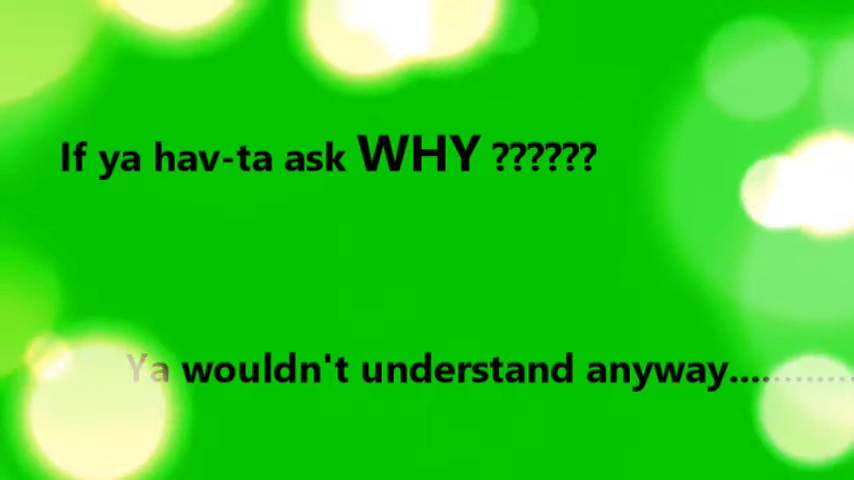 If ya hav-ta ask WHY ??????
Ya wouldn't understand anyway............